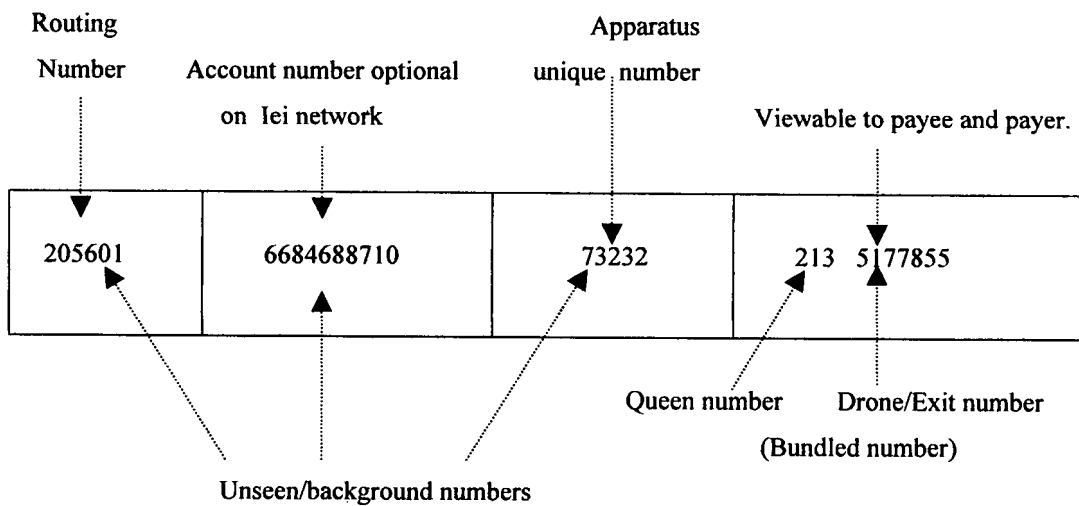 Routing
Number
Account number optional
on Iei network
Apparatus
unique number
Viewable to payee and payer.
205601
6684688710
73232
213 5177855
Queen number
Drone/Exit number
(Bundled number)
Unseen/background numbers